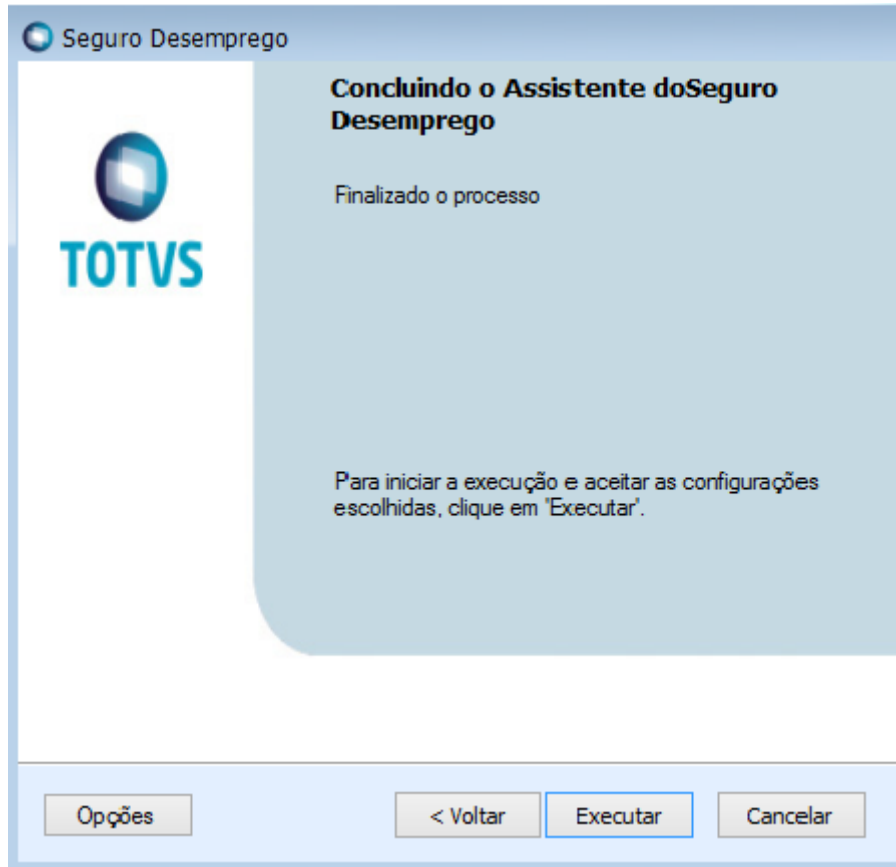 Seguro Desemprego
Concluindo o Assistente doSeguro
Desemprego
Finalizado o processo
TOTVS
Para iniciar a execução e aceitar as configurações
escolhidas, clique em 'Executar'.
Opções
< Voltar
Executar
Cancelar